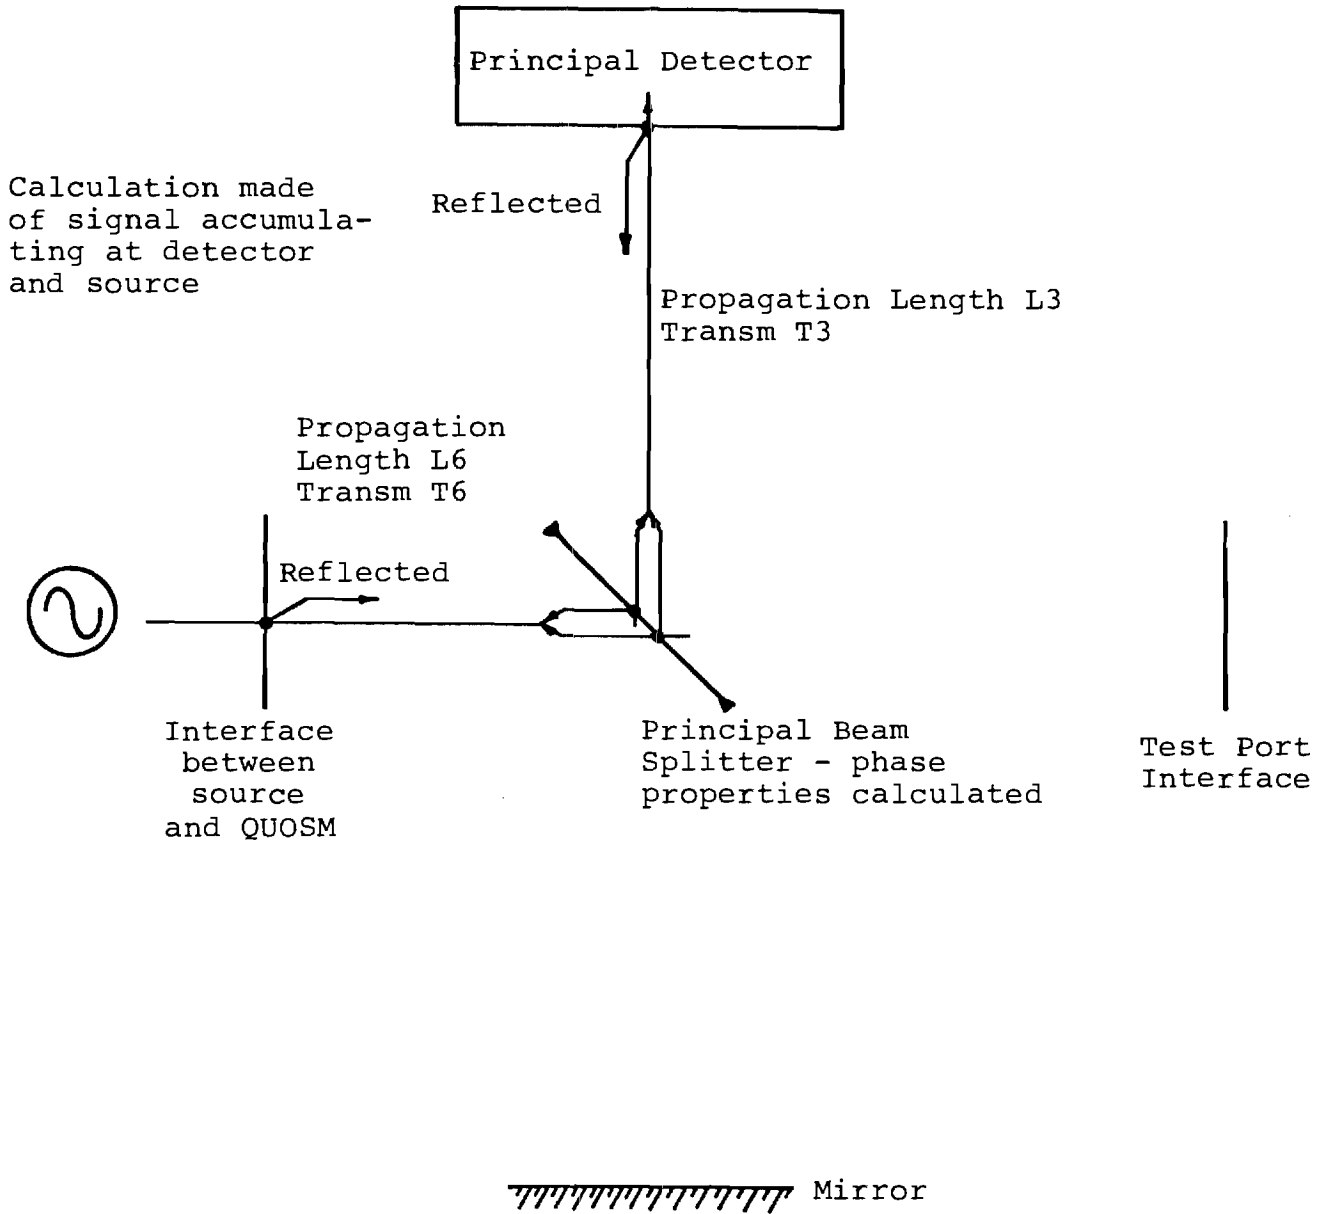 Principal Detector
Calculation made
of signal accumula-
ting at detector
and source
Reflected
Propagation Length L3
Transm T3
Propagation
Length L6
Transm T6
Reflected
Interface
between
source
and QUOSM
Principal Beam
Splitter - phase
properties calculated
Test Port
Interface
Mirror